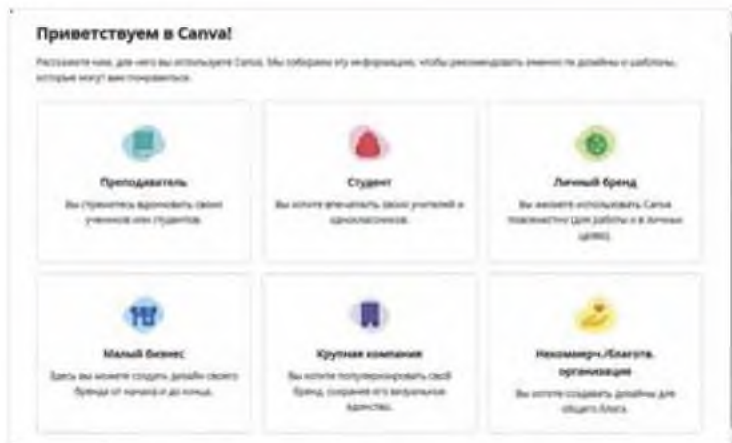 Приветствуем в Canva!
Расскажите нам, для чего вы используете Canva. Мы собираем эту информацию, чтобы рекомендовать именно те дизайны и шаблоны,
которые могут вам понравиться.
Преподаватель
Вы стремитесь вдохновить своих
учеников или студентов.
Студент
Вы хотите впечатлить своих учителей и
одноклассников.
Личный бренд
Вы желаете использовать Canva
повсеместно (для работы и в личных
целях).
Малый бизнес
Здесь вы можете создать дизайн своего
бренда от начала и до конца.
Крупная компания
Вы хотите популяризировать свой
бренд, сохраняя его визуальное
единство.
Некоммерч./благотв.
организация
Вы хотите создавать дизайны для
общего блага.